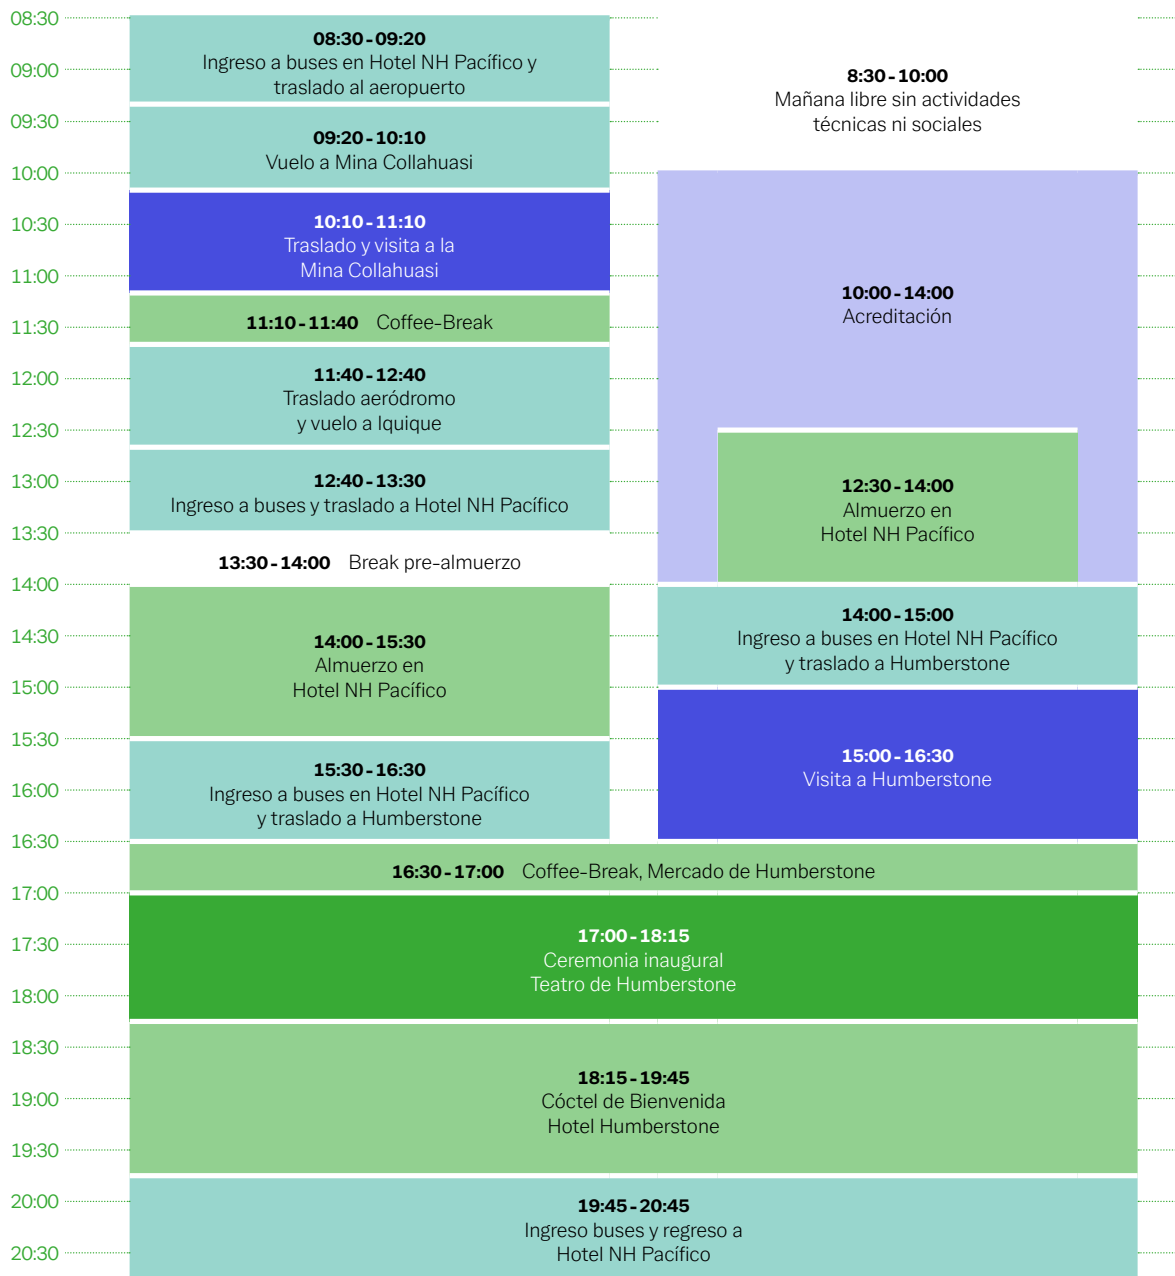 08:30
09:00
09:30
10:00
10:30
11:00
11:30
12:00
12:30
13:00
13:30
14:00
14:30
15:00
15:30
16:00
16:30
17:00
17:30
18:00
18:30
19:00
19:30
20:00
20:30
08:30 - 09:20
Ingreso a buses en Hotel NH Pacífico y
traslado al aeropuerto
09:20 - 10:10
Vuelo a Mina Collahuasi
10:10 - 11:10
Traslado y visita a la
Mina Collahuasi
11:10 - 11:40 Coffee-Break
11:40 - 12:40
Traslado aeródromo
y vuelo a Iquique
12:40 - 13:30
Ingreso a buses y traslado a Hotel NH Pacífico
13:30 - 14:00 Break pre-almuerzo
14:00 - 15:30
Almuerzo en
Hotel NH Pacífico
15:30 - 16:30
Ingreso a buses en Hotel NH Pacífico
y traslado a Humberstone
8:30 - 10:00
Mañana libre sin actividades
técnicas ni sociales
10:00 - 14:00
Acreditación
12:30 - 14:00
Almuerzo en
Hotel NH Pacífico
14:00 - 15:00
Ingreso a buses en Hotel NH Pacífico
y traslado a Humberstone
15:00 - 16:30
Visita a Humberstone
16:30 - 17:00 Coffee-Break, Mercado de Humberstone
17:00 - 18:15
Ceremonia inaugural
Teatro de Humberstone
18:15 - 19:45
Cóctel de Bienvenida
Hotel Humberstone
19:45 - 20:45
Ingreso buses y regreso a
Hotel NH Pacífico